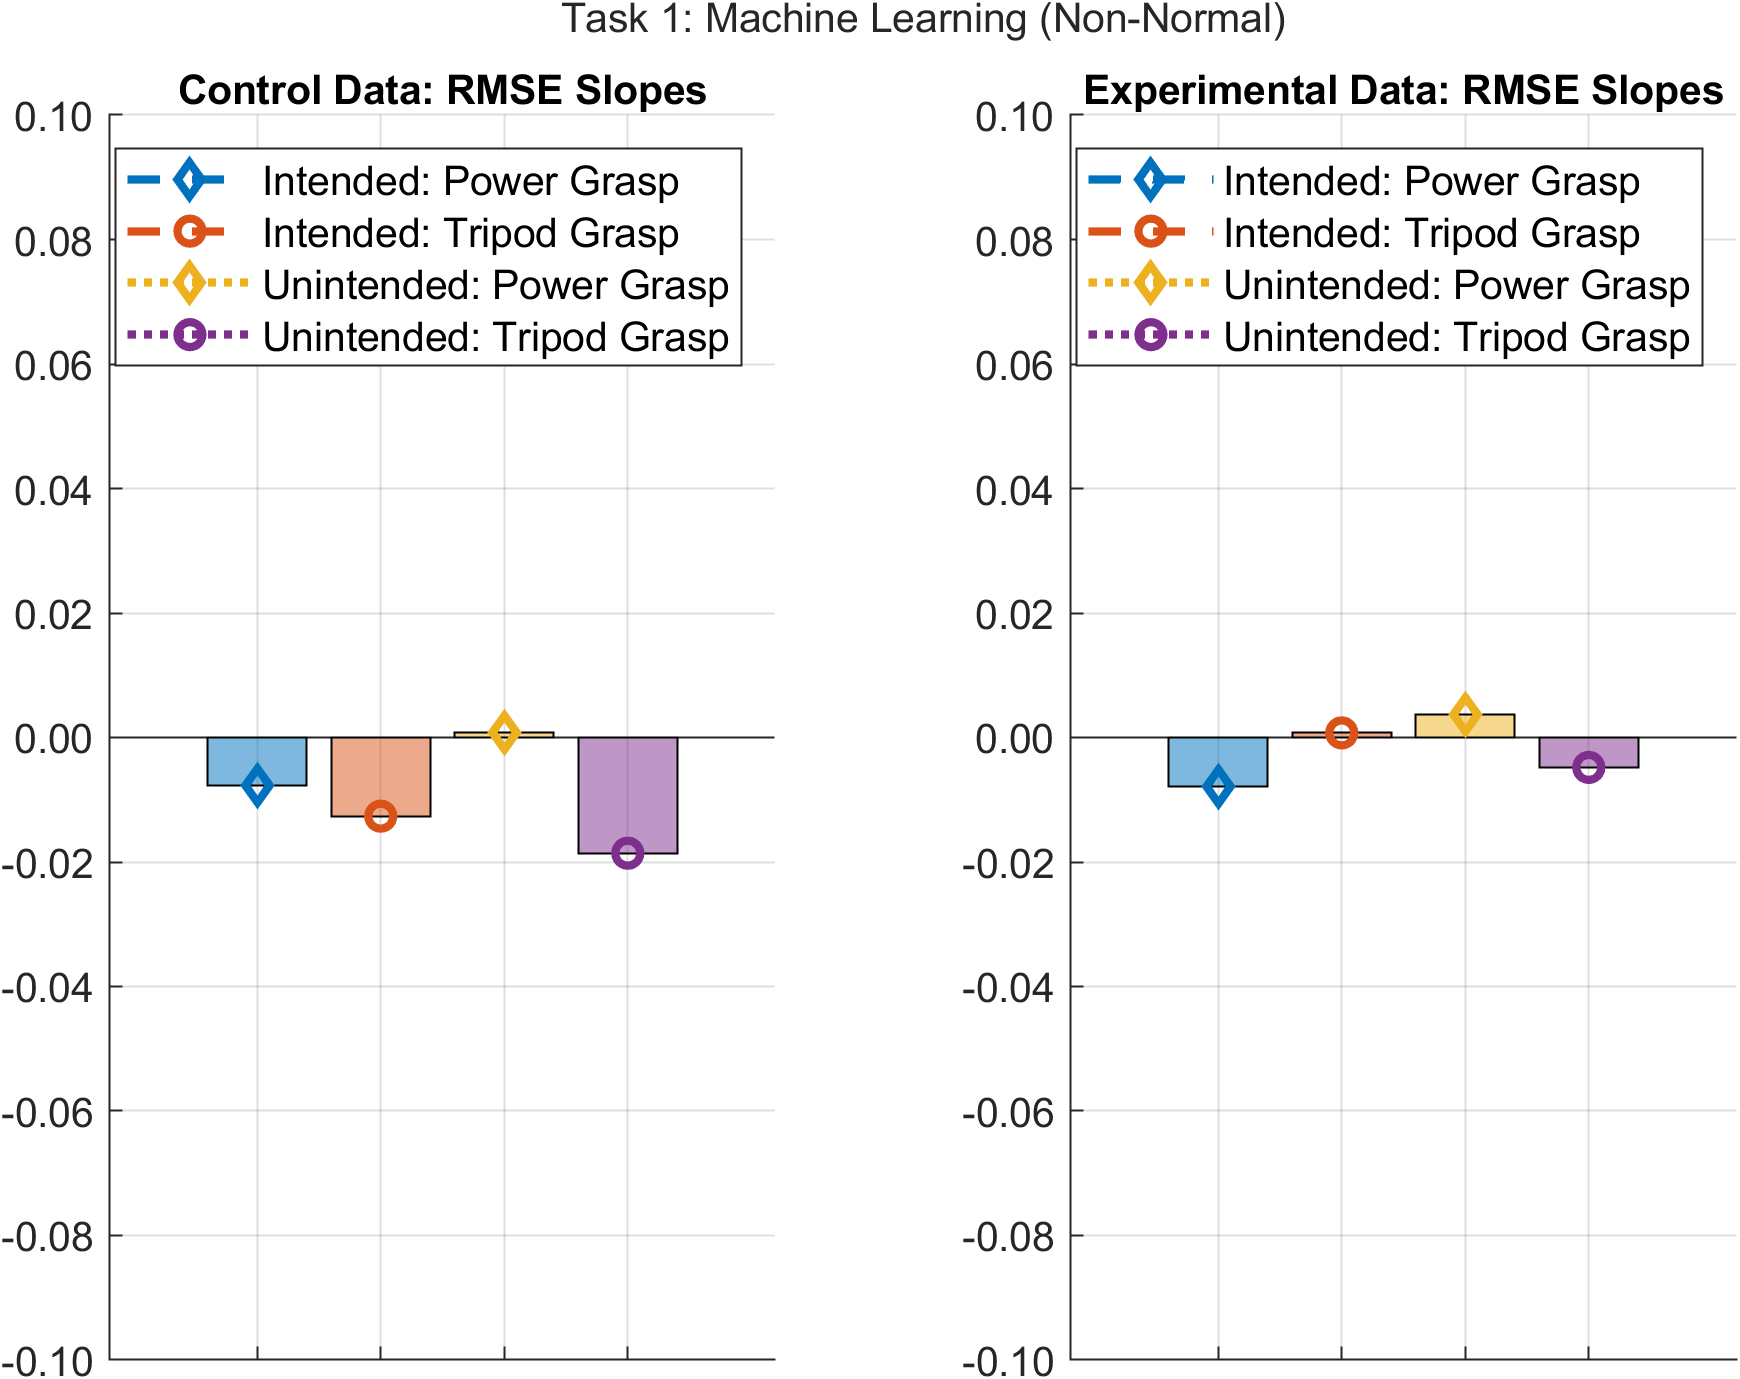 Task 1: Machine Learning (Non-Normal)
Control Data: RMSE Slopes
0.10
0.08
0.06
0.04
0.02
0.00
-0.02
-0.04
-0.06
-0.08
-0.10
Intended: Power Grasp
Intended: Tripod Grasp
Unintended: Power Grasp
Unintended: Tripod Grasp
Experimental Data: RMSE Slopes
0.10
0.08
0.06
0.04
0.02
0.00
-0.02
-0.04
-0.06
-0.08
-0.10
Intended: Power Grasp
Intended: Tripod Grasp
Unintended: Power Grasp
Unintended: Tripod Grasp